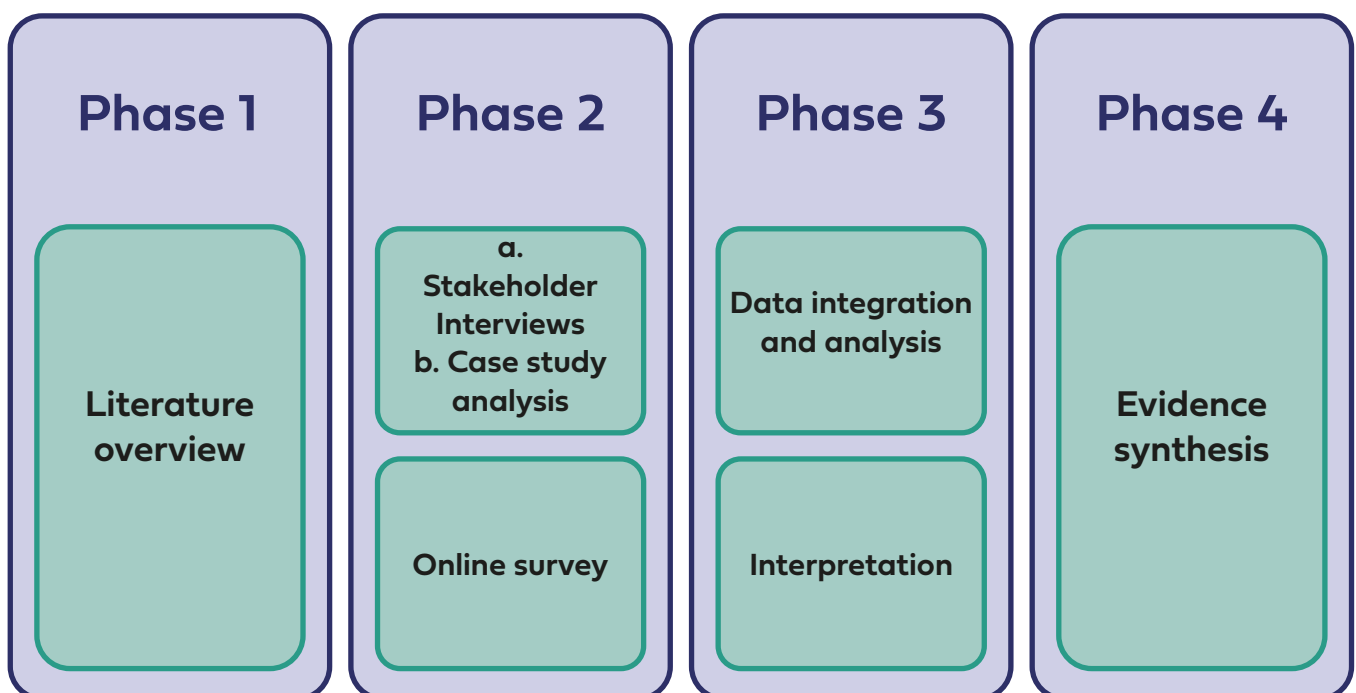 Phase 1
Literature
overview
Phase 2
a.
Stakeholder
Interviews
b. Case study
analysis
Online survey
Phase 3
Data integration
and analysis
Interpretation
Phase 4
Evidence
synthesis